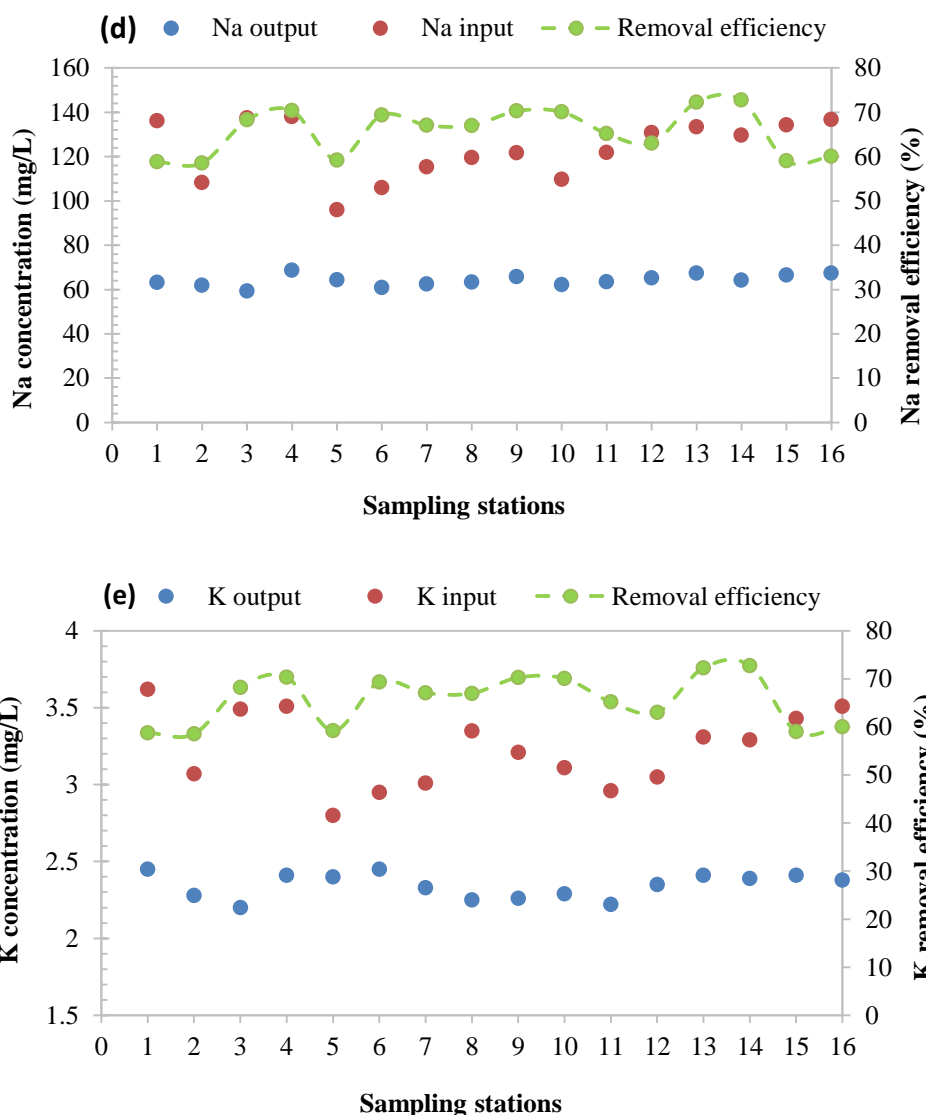 (d) Na output Na input Removal efficiency
160 80
140 70
120 60
100 50
80 40
60 30
40 20
20 10
0 0
Na concentration (mg/L)
Na removal efficiency (%)
0 1 2 3 4 5 6 7 8 9 10 11 12 13 14 15 16
Sampling stations
(e) K output K input Removal efficiency
4 80
70
3.5 60
3 50
40
2.5 30
2 20
10
1.5 0
K concentration (mg/L)
K removal efficiency (%)
0 1 2 3 4 5 6 7 8 9 10 11 12 13 14 15 16
Sampling stations